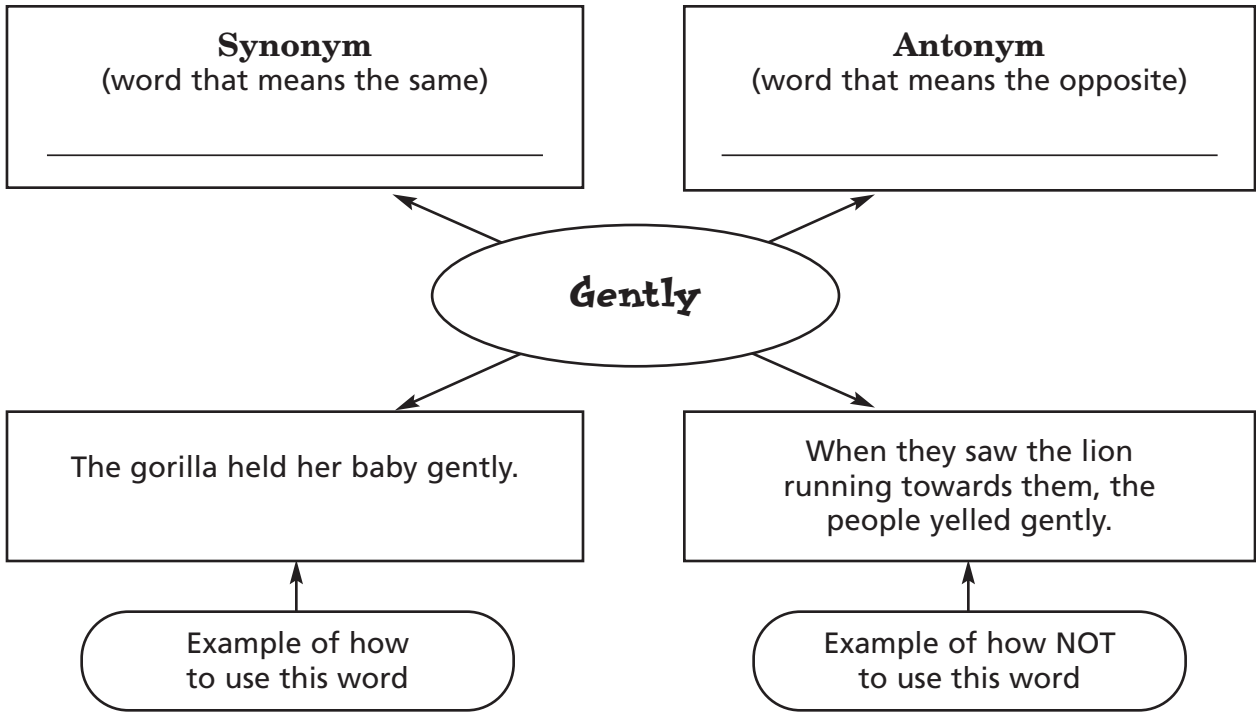 Synonym
(word that means the same)
Antonym
(word that means the opposite)
Gently
The gorilla held her baby gently.
When they saw the lion
running towards them, the
people yelled gently.
Example of how
to use this word
Example of how NOT
to use this word